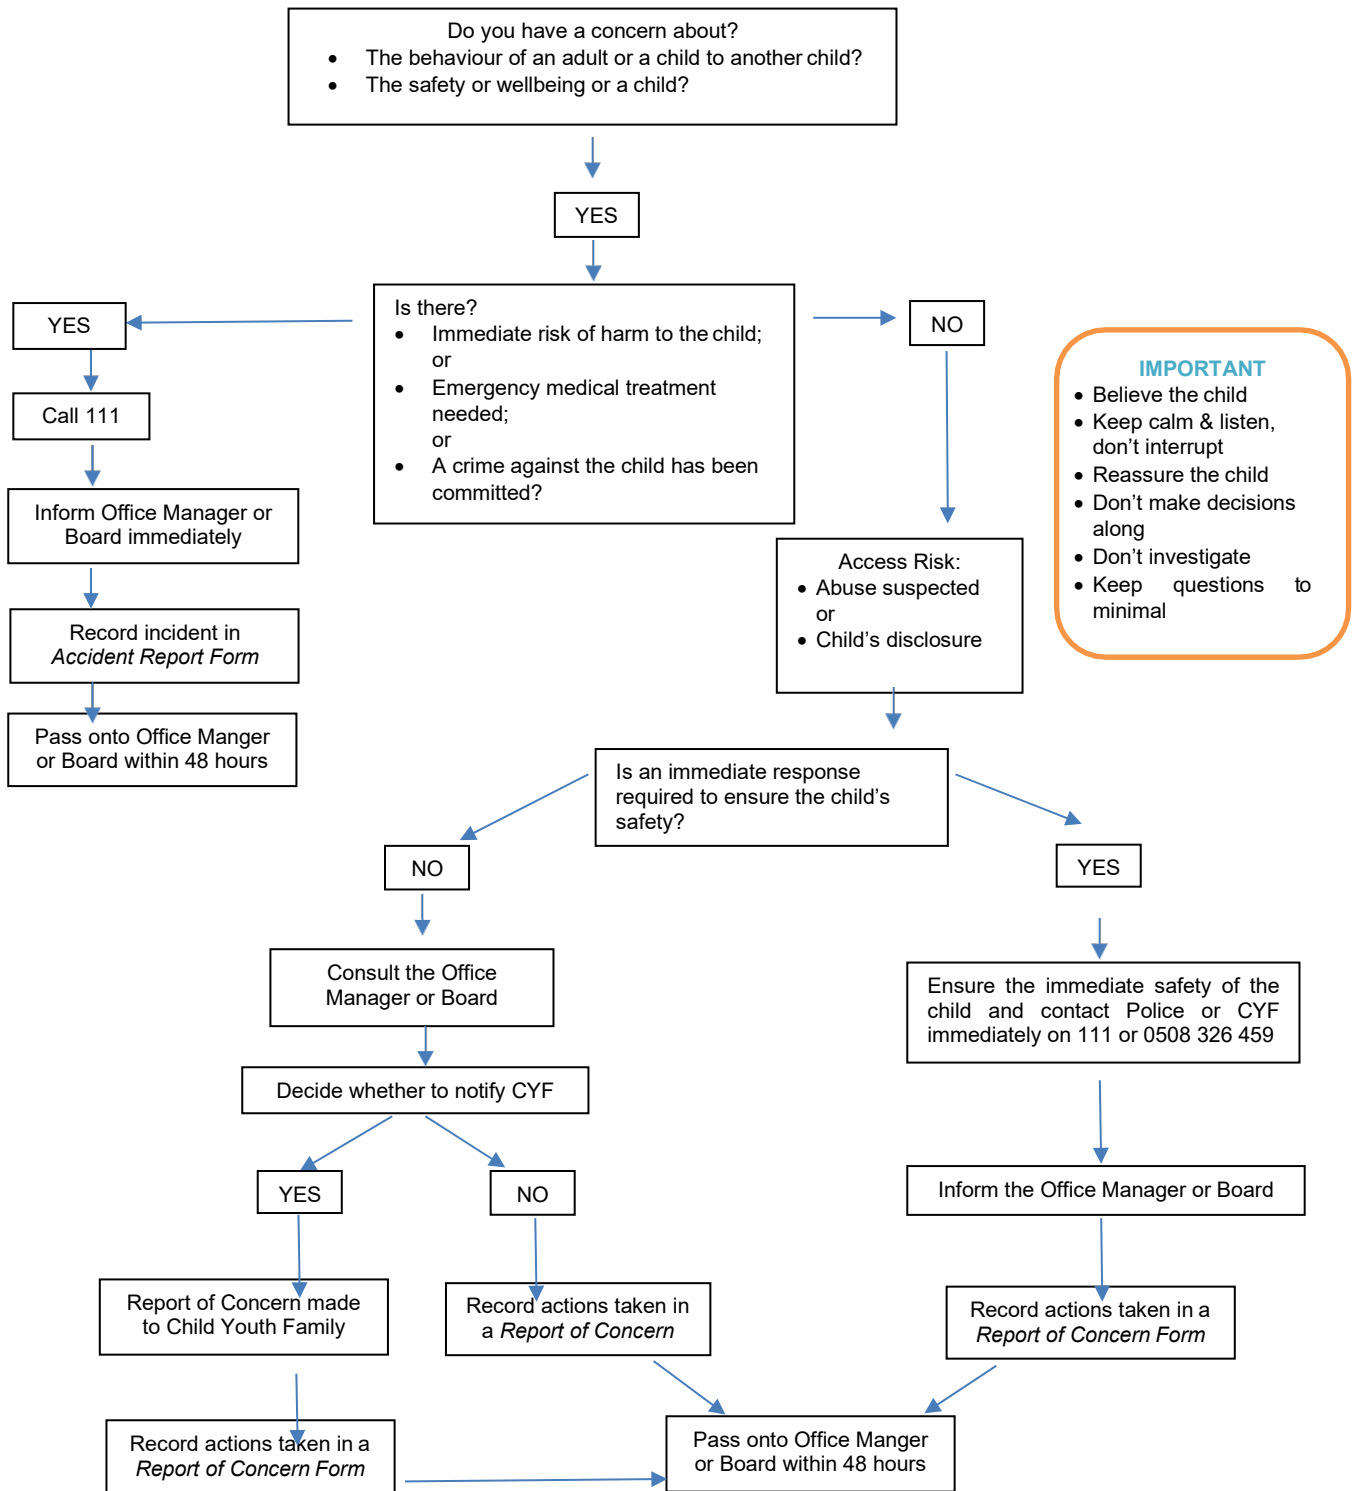 Do you have a concern about?
• The behaviour of an adult or a child to another child?
• The safety or wellbeing or a child?
YES
Is there?
• Immediate risk of harm to the child;
or
• Emergency medical treatment
needed;
or
• A crime against the child has been
committed?
YES
Call 111
Inform Office Manager or
Board immediately
Record incident in
Accident Report Form
Pass onto Office Manger
or Board within 48 hours
NO
IMPORTANT
• Believe the child
• Keep calm & listen,
don’t interrupt
• Reassure the child
• Don’t make decisions
along
• Don’t investigate
• Keep questions to
minimal
Access Risk:
• Abuse suspected
or
• Child’s disclosure
Is an immediate response
required to ensure the child’s
safety?
NO
Consult the Office
Manager or Board
Decide whether to notify CYF
YES
Report of Concern made
to Child Youth Family
Record actions taken in a
Report of Concern Form
NO
Record actions taken in
a Report of Concern
YES
Ensure the immediate safety of the
child and contact Police or CYF
immediately on 111 or 0508 326 459
Inform the Office Manager or Board
Record actions taken in a
Report of Concern Form
Pass onto Office Manger
or Board within 48 hours